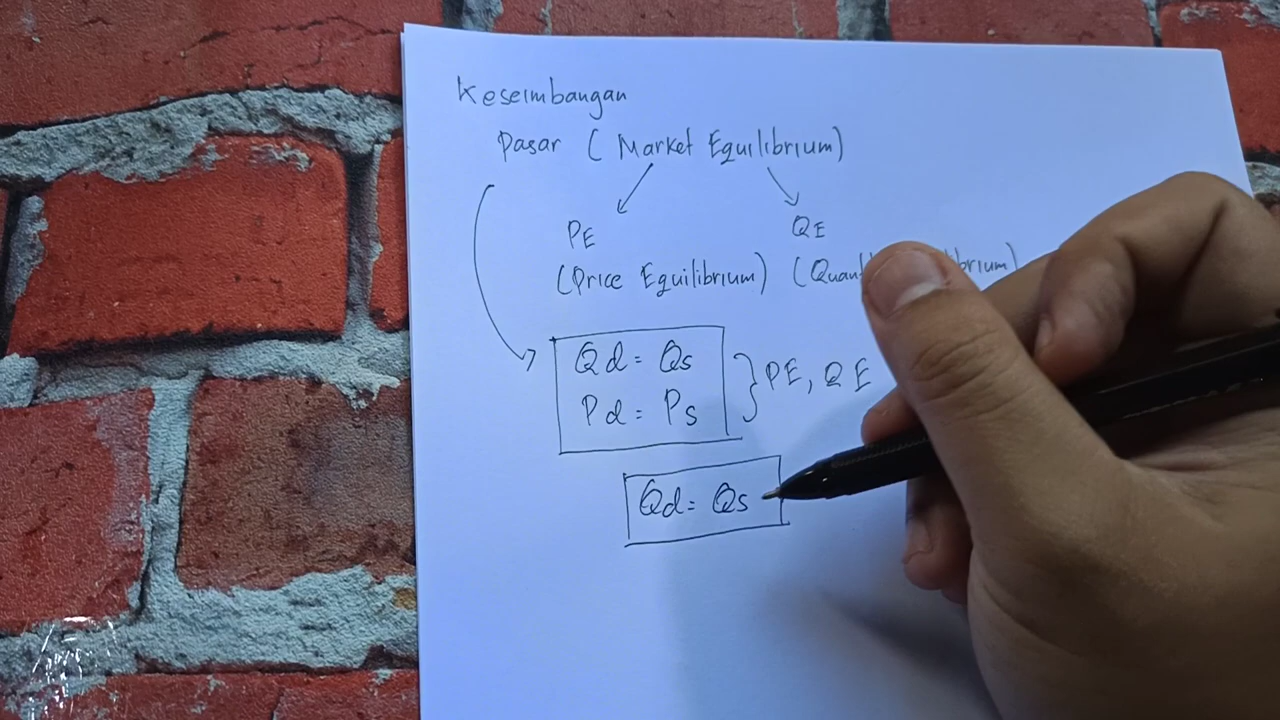 Keseimbangan
Pasar (Market Equilibrium)
PE QE
(Price Equilibrium) (
Qd = Qs
Pd = Ps
} PE, QE
Qd = Qs